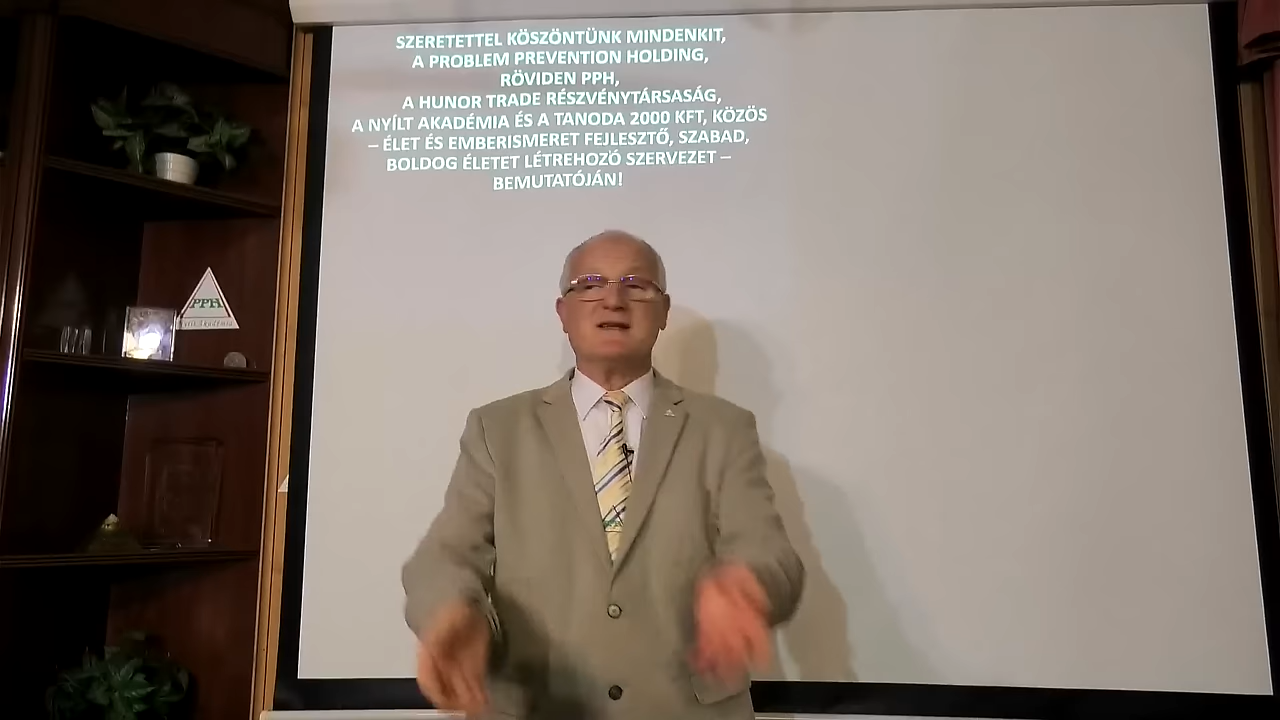 SZERETETTEL KÖSZÖNTÜNK MINDENKIT,
A PROBLEM PREVENTION HOLDING,
RÖVIDEN PPH,
A HUNOR TRADE RÉSZVÉNYTÁRSASÁG,
A NYÍLT AKADÉMIA ÉS A TANODA 2000 KFT, KÖZÖS
– ÉLET ÉS EMBERISMERET FEJLESZTŐ, SZABAD,
BOLDOG ÉLETET LÉTREHOZÓ SZERVEZET –
BEMUTATÓJÁN!
PPH